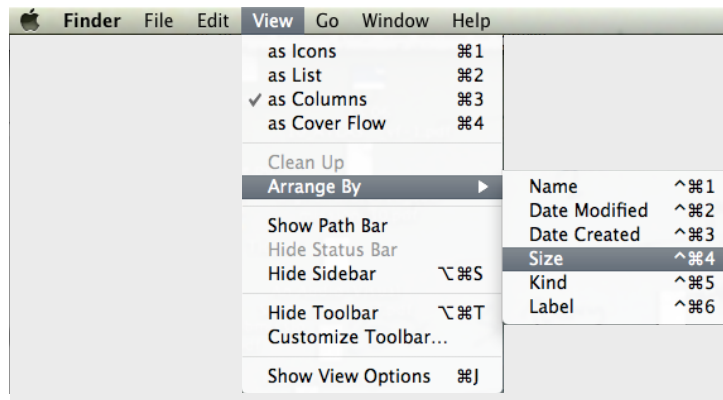 Finder File Edit View Go Window Help
as Icons ⌘1
as List ⌘2
✓ as Columns ⌘3
as Cover Flow ⌘4
Clean Up
Arrange By ▶
Show Path Bar
Hide Status Bar
Hide Sidebar ⌥⌘S
Hide Toolbar ⌥⌘T
Customize Toolbar...
Show View Options ⌘J
Name ^⌘1
Date Modified ^⌘2
Date Created ^⌘3
Size ^⌘4
Kind ^⌘5
Label ^⌘6